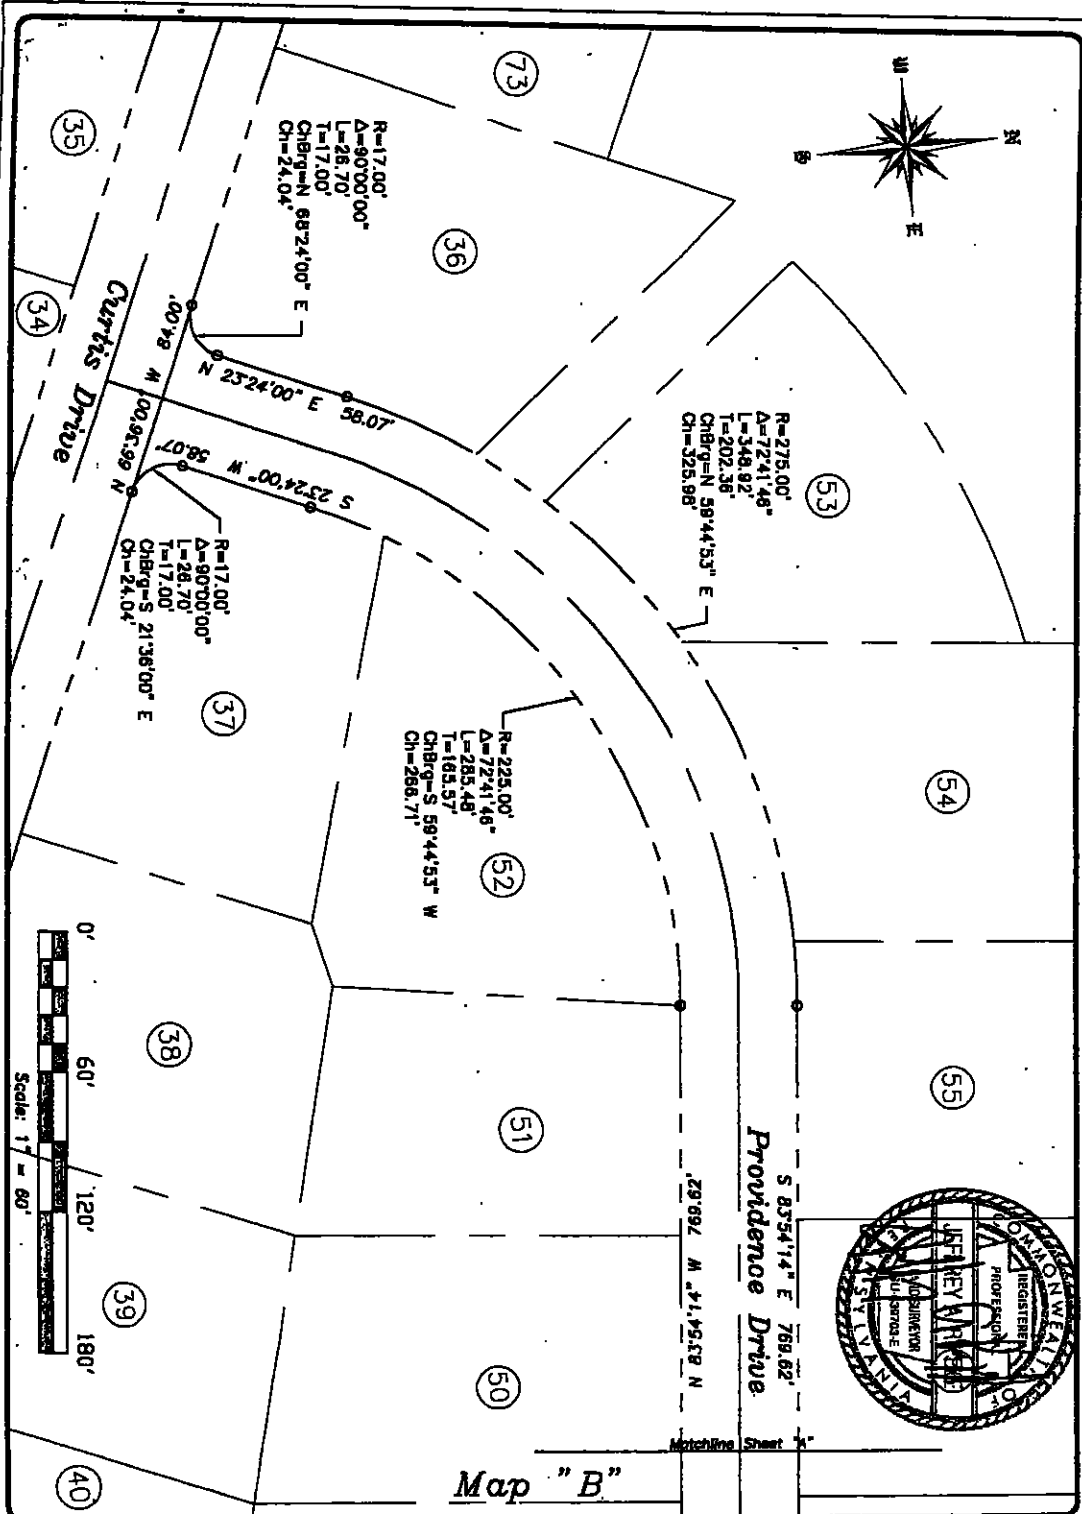 N
W
E
S
73
53
54
55
36
35
34
37
52
51
50
38
39
40
R=17.00'
Δ=90°00'00"
L=26.70'
T=17.00'
ChBrg=N 68°24'00" E
Ch=24.04'
R=275.00'
Δ=72°41'46"
L=348.92'
T=202.36'
ChBrg=N 59°44'53" E
Ch=325.98'
N 23°24'00" E 58.07'
S 23°24'00" W 58.07'
N 66°36'00" W 84.00'
Curtis Drive
R=17.00'
Δ=90°00'00"
L=26.70'
T=17.00'
ChBrg=S 21°36'00" E
Ch=24.04'
R=225.00'
Δ=72°41'46"
L=285.48'
T=165.57'
ChBrg=S 59°44'53" W
Ch=266.71'
S 83°54'14" E 769.62'
Providence Drive
N 83°54'14" W 769.62'
COMMONWEALTH OF
PENNSYLVANIA
REGISTERED
PROFESSIONAL
JEFFREY
SURVEYOR
Matchline Sheet "A"
Map "B"
0' 60' 120' 180'
Scale: 1" = 60'